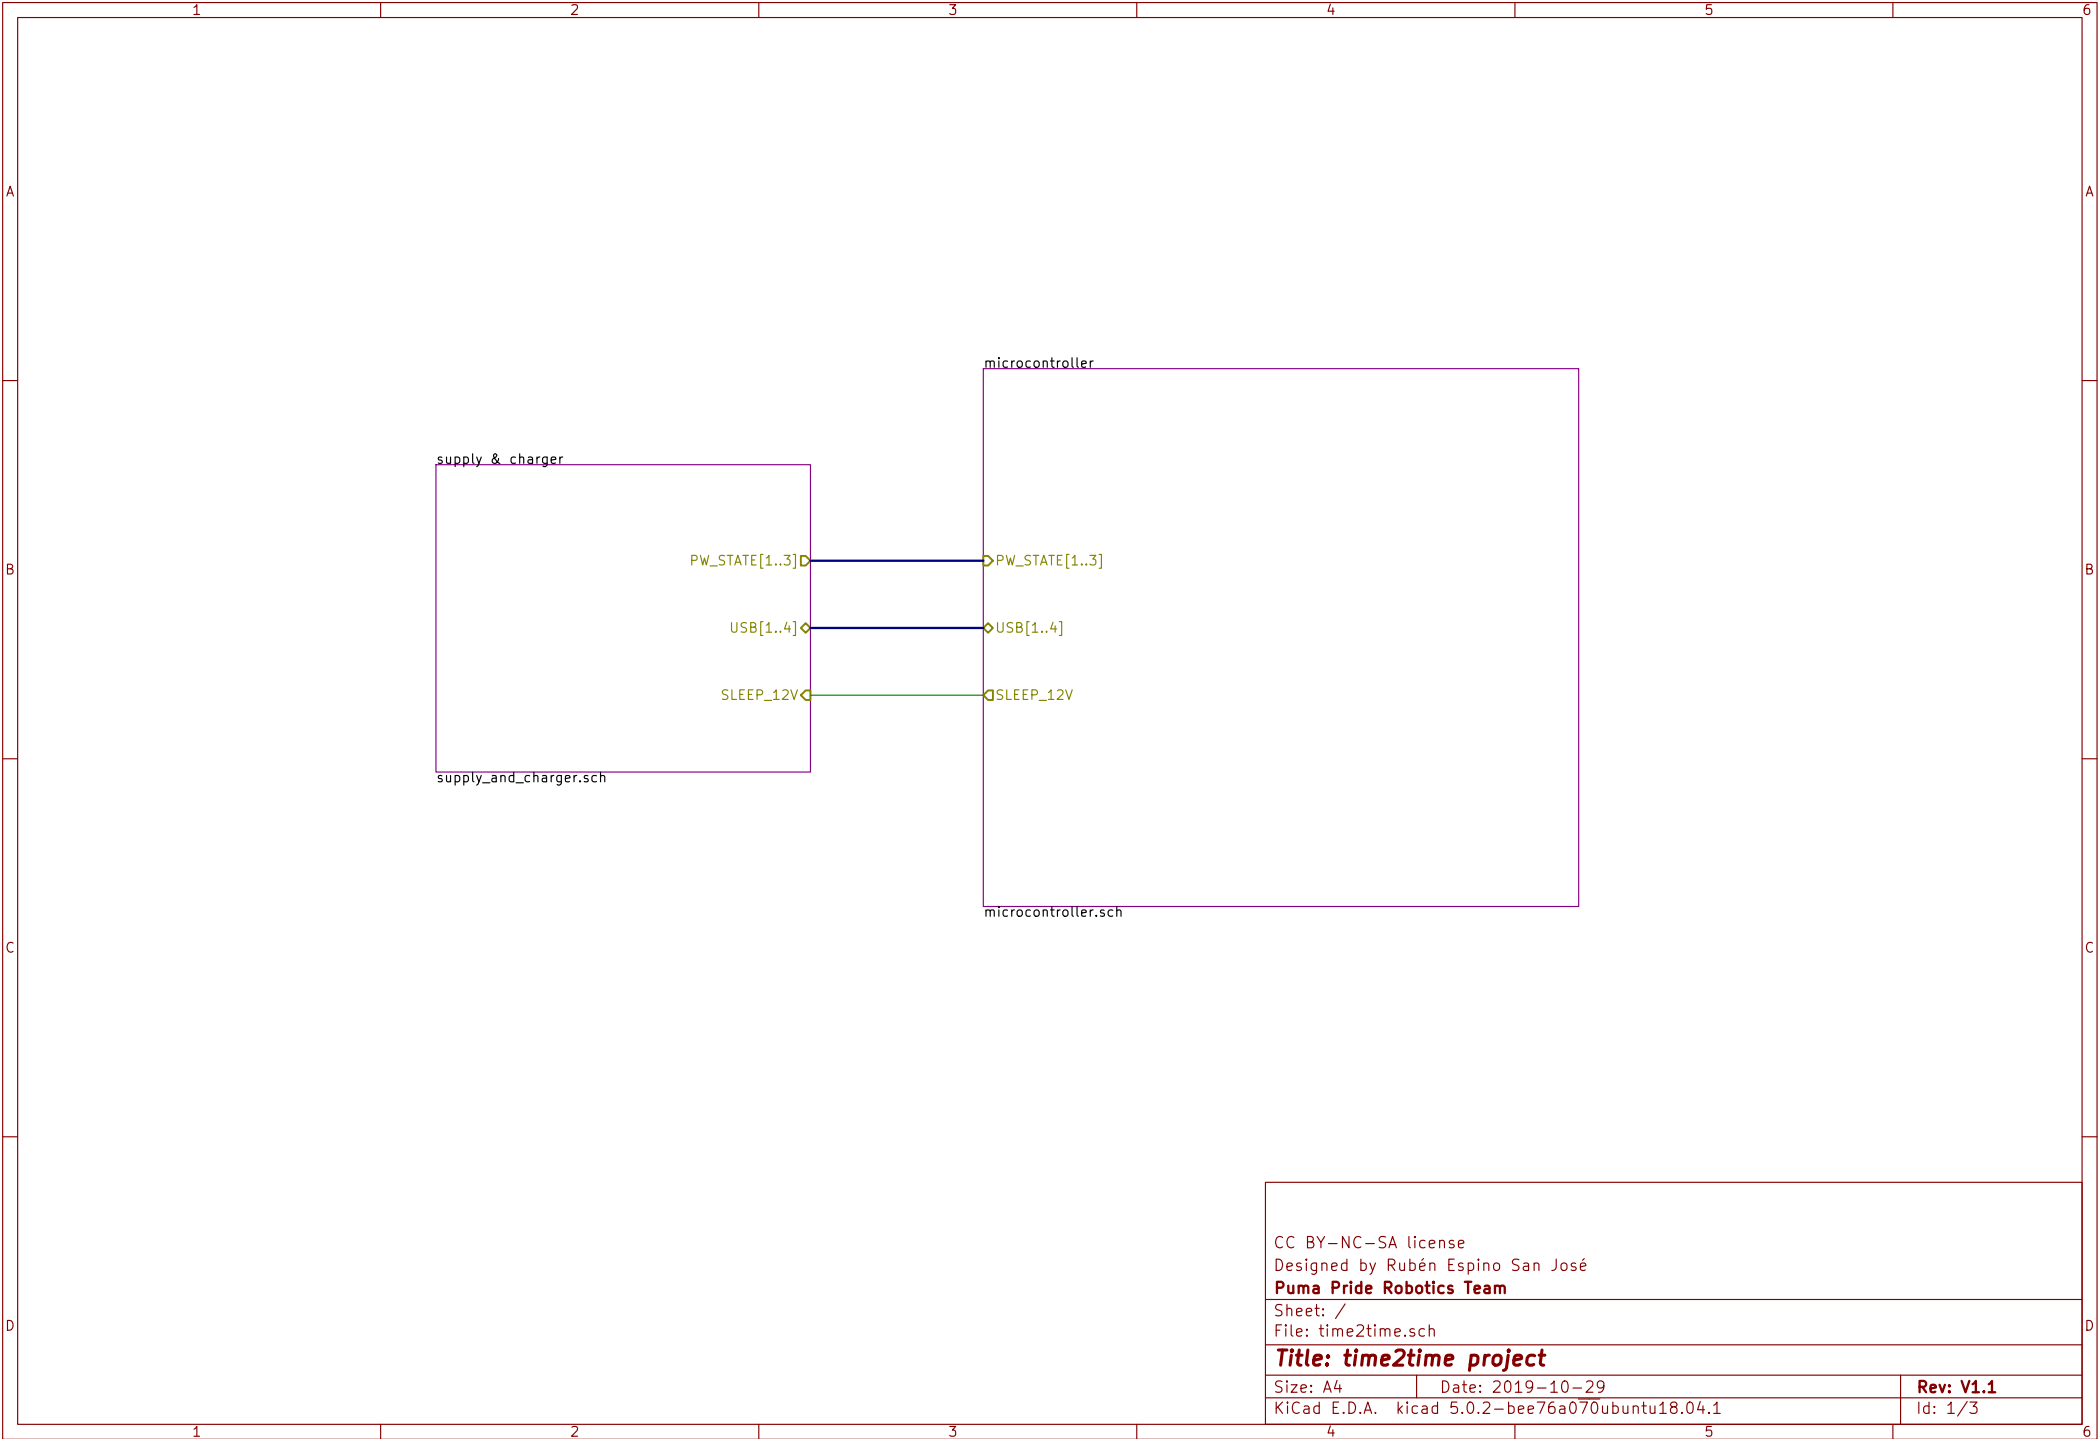 1 2 3 4 5 6
A A
microcontroller
supply & charger
PW_STATE[1..3] PW_STATE[1..3]
B B
USB[1..4] USB[1..4]
SLEEP_12V SLEEP_12V
supply_and_charger.sch
microcontroller.sch
C C
CC BY-NC-SA license
Designed by Rubén Espino San José
Puma Pride Robotics Team
Sheet: /
D D
File: time2time.sch
Title: time2time project
Size: A4 Date: 2019-10-29 Rev: V1.1
KiCad E.D.A. kicad 5.0.2-bee76a070ubuntu18.04.1 Id: 1/3
1 2 3 4 5 6